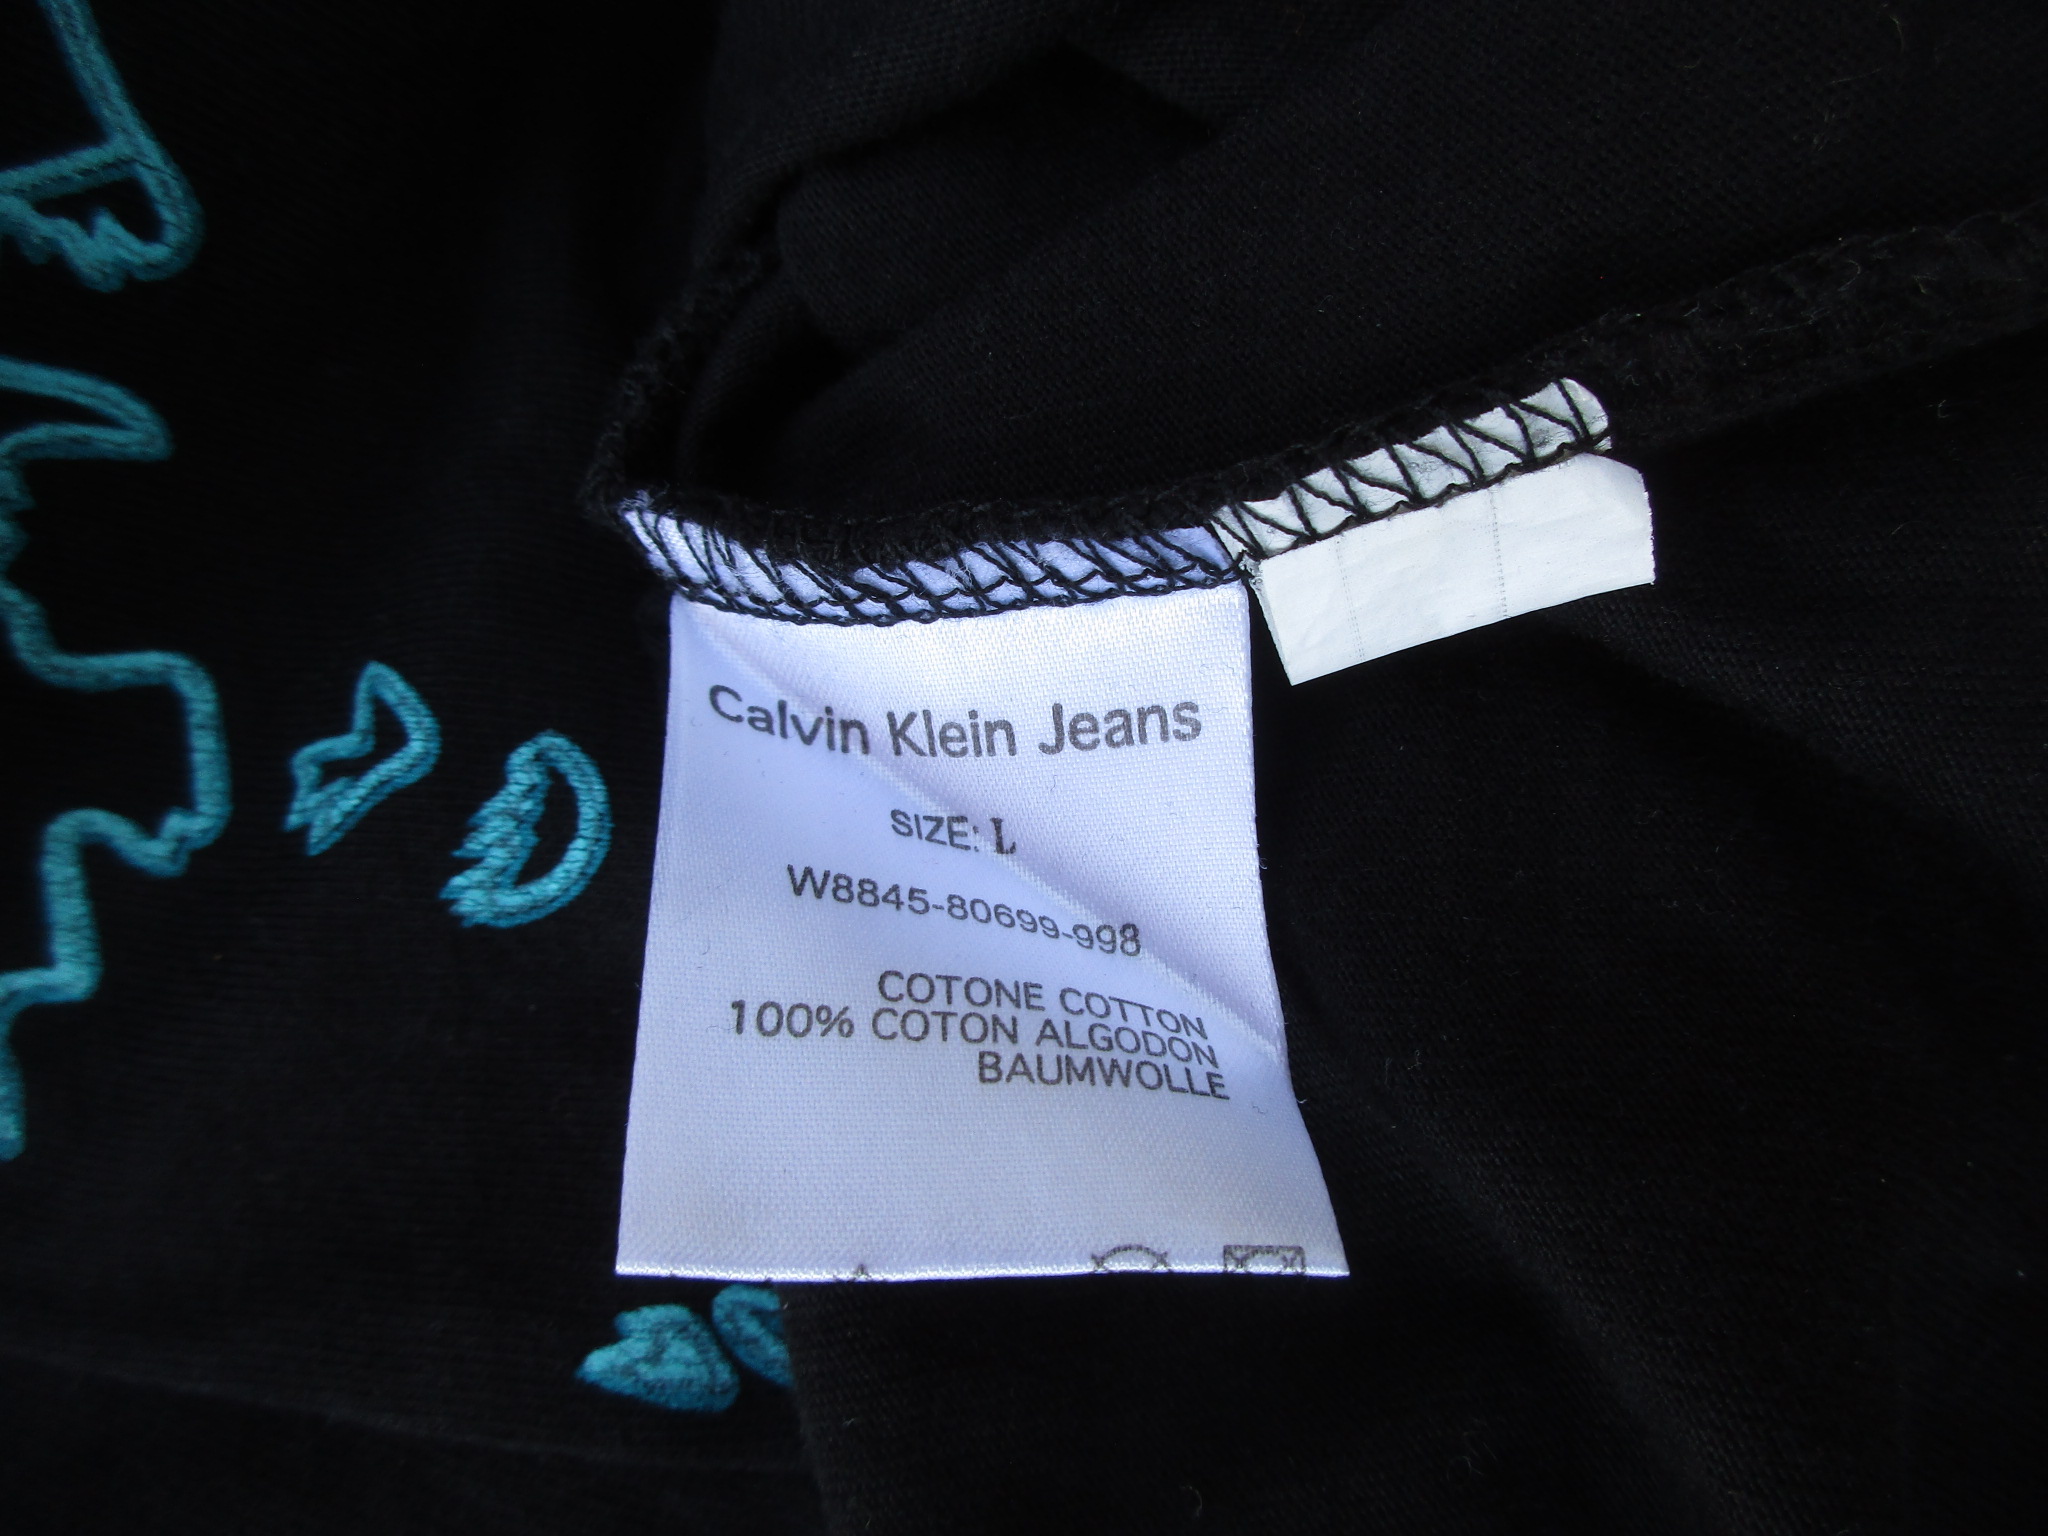 Calvin Klein Jeans
SIZE: L
W8845-80699-998
COTONE COTTON
100% COTON ALGODON
BAUMWOLLE